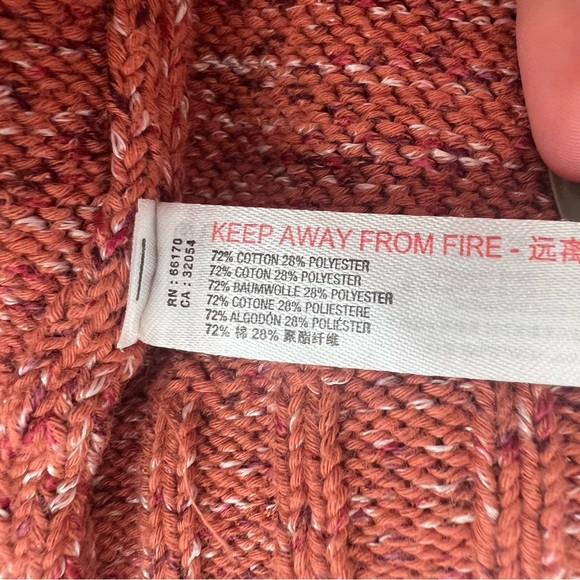 RN : 66170
CA : 32054
KEEP AWAY FROM FIRE - 远离
72% COTTON 28% POLYESTER
72% COTON 28% POLYESTER
72% BAUMWOLLE 28% POLYESTER
72% COTONE 28% POLIESTERE
72% ALGODÓN 28% POLIÉSTER
72% 棉 28% 聚酯纤维